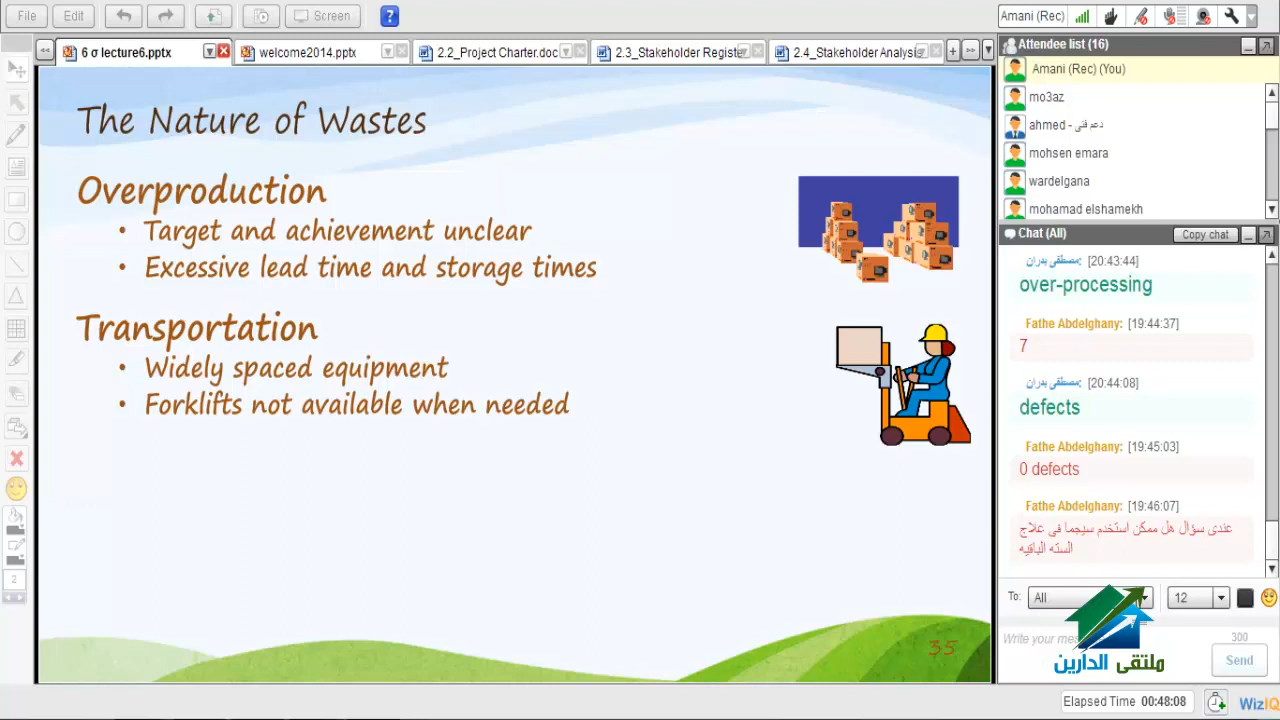 File
Edit
Screen
?
Amani (Rec)
6 σ lecture6.pptx
welcome2014.pptx
2.2_Project Charter.doc
2.3_Stakeholder Registe
2.4_Stakeholder Analysis
Attendee list (16)
Amani (Rec) (You)
mo3az
ahmed - دعم فنى
mohsen emara
wardelgana
mohamad elshamekh
The Nature of Wastes
Overproduction
• Target and achievement unclear
• Excessive lead time and storage times
Transportation
• Widely spaced equipment
• Forklifts not available when needed
35
2
Chat (All)
Copy chat
مصطفى بدران: [20:43:44]
over-processing
Fathe Abdelghany: [19:44:37]
7
مصطفى بدران: [20:44:08]
defects
Fathe Abdelghany: [19:45:03]
0 defects
Fathe Abdelghany: [19:46:07]
عندى سؤال هل ممكن استخدم سيجما فى علاج
السته الباقيه
To:
All
12
Write your mes
300
Send
ملتقى الدارين
Elapsed Time 00:48:08
WizIQ